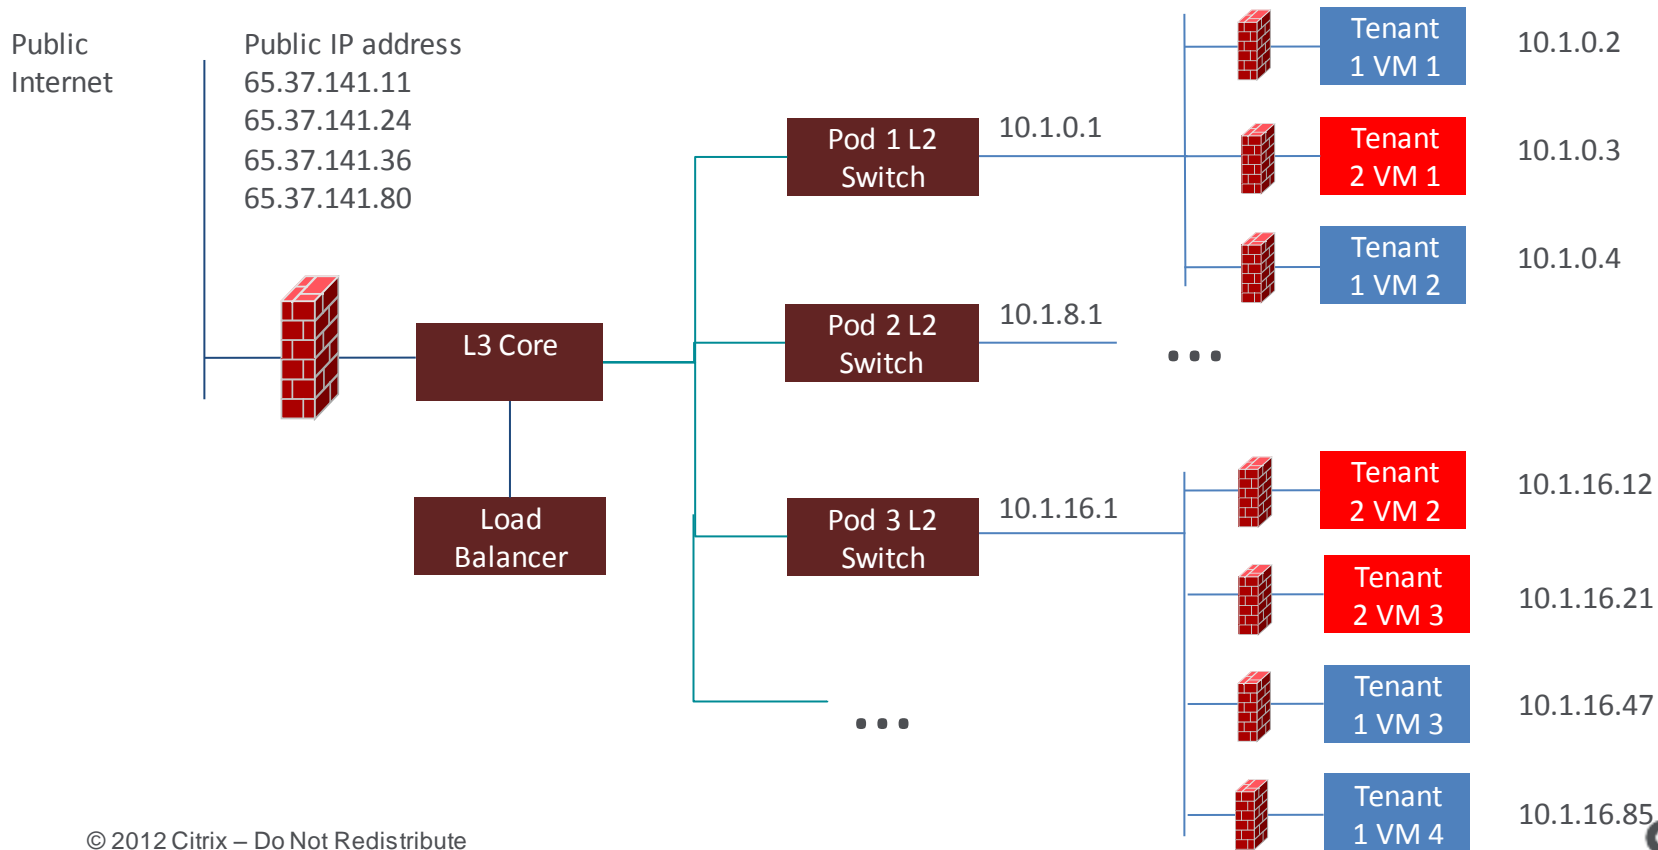 Public
Internet
Public IP address
65.37.141.11
65.37.141.24
65.37.141.36
65.37.141.80
L3 Core
Load
Balancer
Pod 1 L2
Switch
10.1.0.1
Pod 2 L2
Switch
10.1.8.1
...
Pod 3 L2
Switch
10.1.16.1
...
Tenant
1 VM 1
10.1.0.2
Tenant
2 VM 1
10.1.0.3
Tenant
1 VM 2
10.1.0.4
Tenant
2 VM 2
10.1.16.12
Tenant
2 VM 3
10.1.16.21
Tenant
1 VM 3
10.1.16.47
Tenant
1 VM 4
10.1.16.85
© 2012 Citrix – Do Not Redistribute